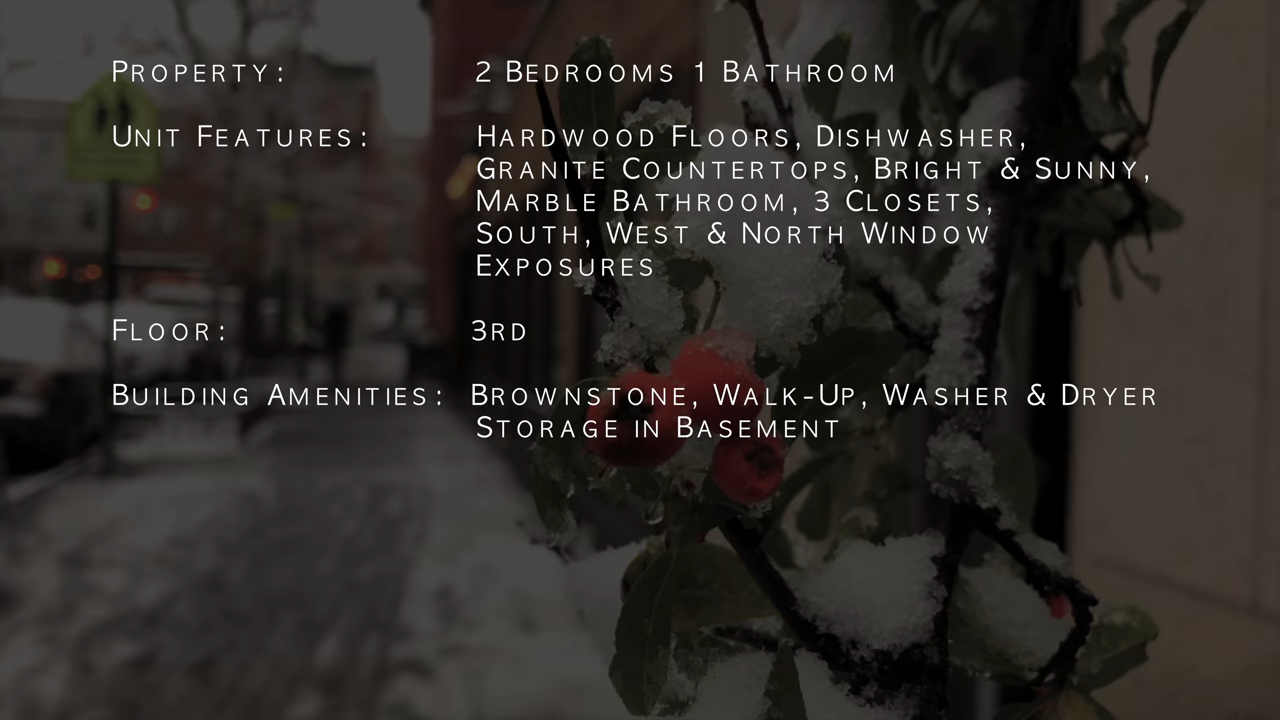 Property: 2 Bedrooms 1 Bathroom
Unit Features: Hardwood Floors, Dishwasher,
Granite Countertops, Bright & Sunny,
Marble Bathroom, 3 Closets,
South, West & North Window
Exposures
Floor: 3rd
Building Amenities: Brownstone, Walk-Up, Washer & Dryer
Storage in Basement